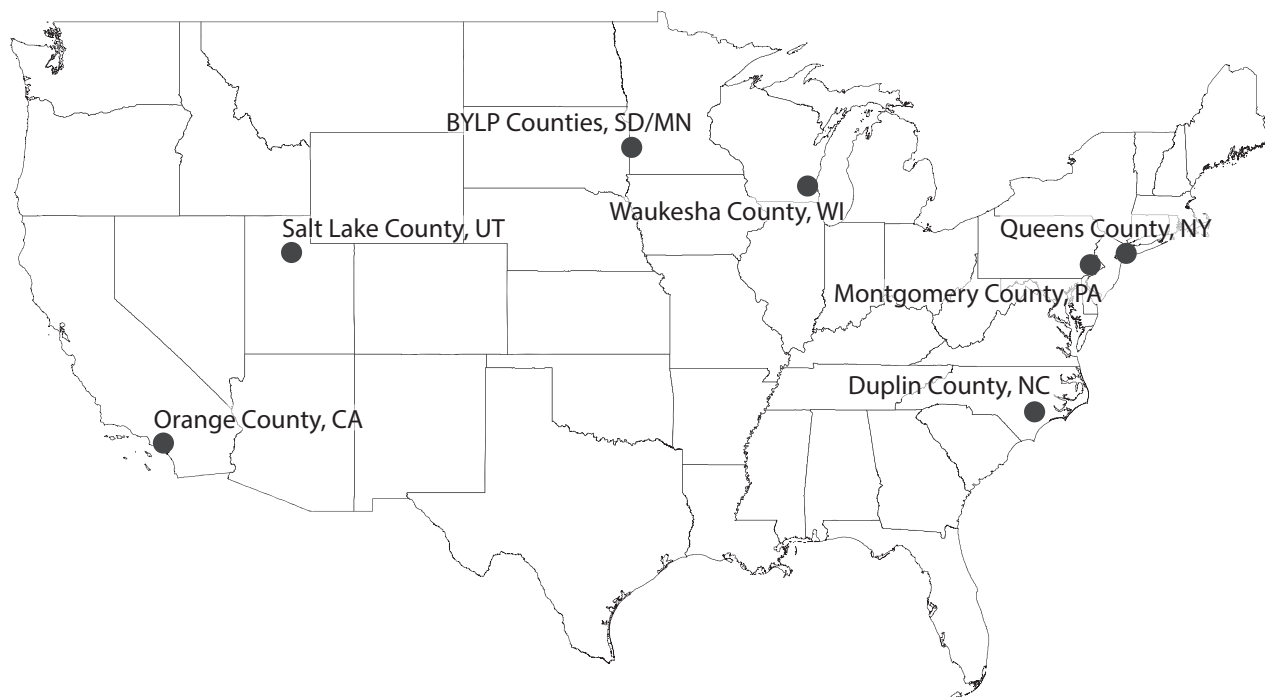 BYLP Counties, SD/MN
Waukesha County, WI
Salt Lake County, UT
Queens County, NY
Montgomery County, PA
Duplin County, NC
Orange County, CA